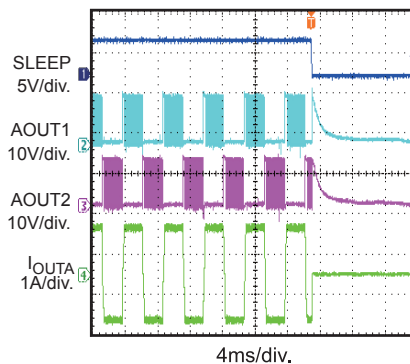 T
SLEEP
1
5V/div.
AOUT1
2
10V/div.
AOUT2
3
10V/div.
IOUTA
4
1A/div.
4ms/div.